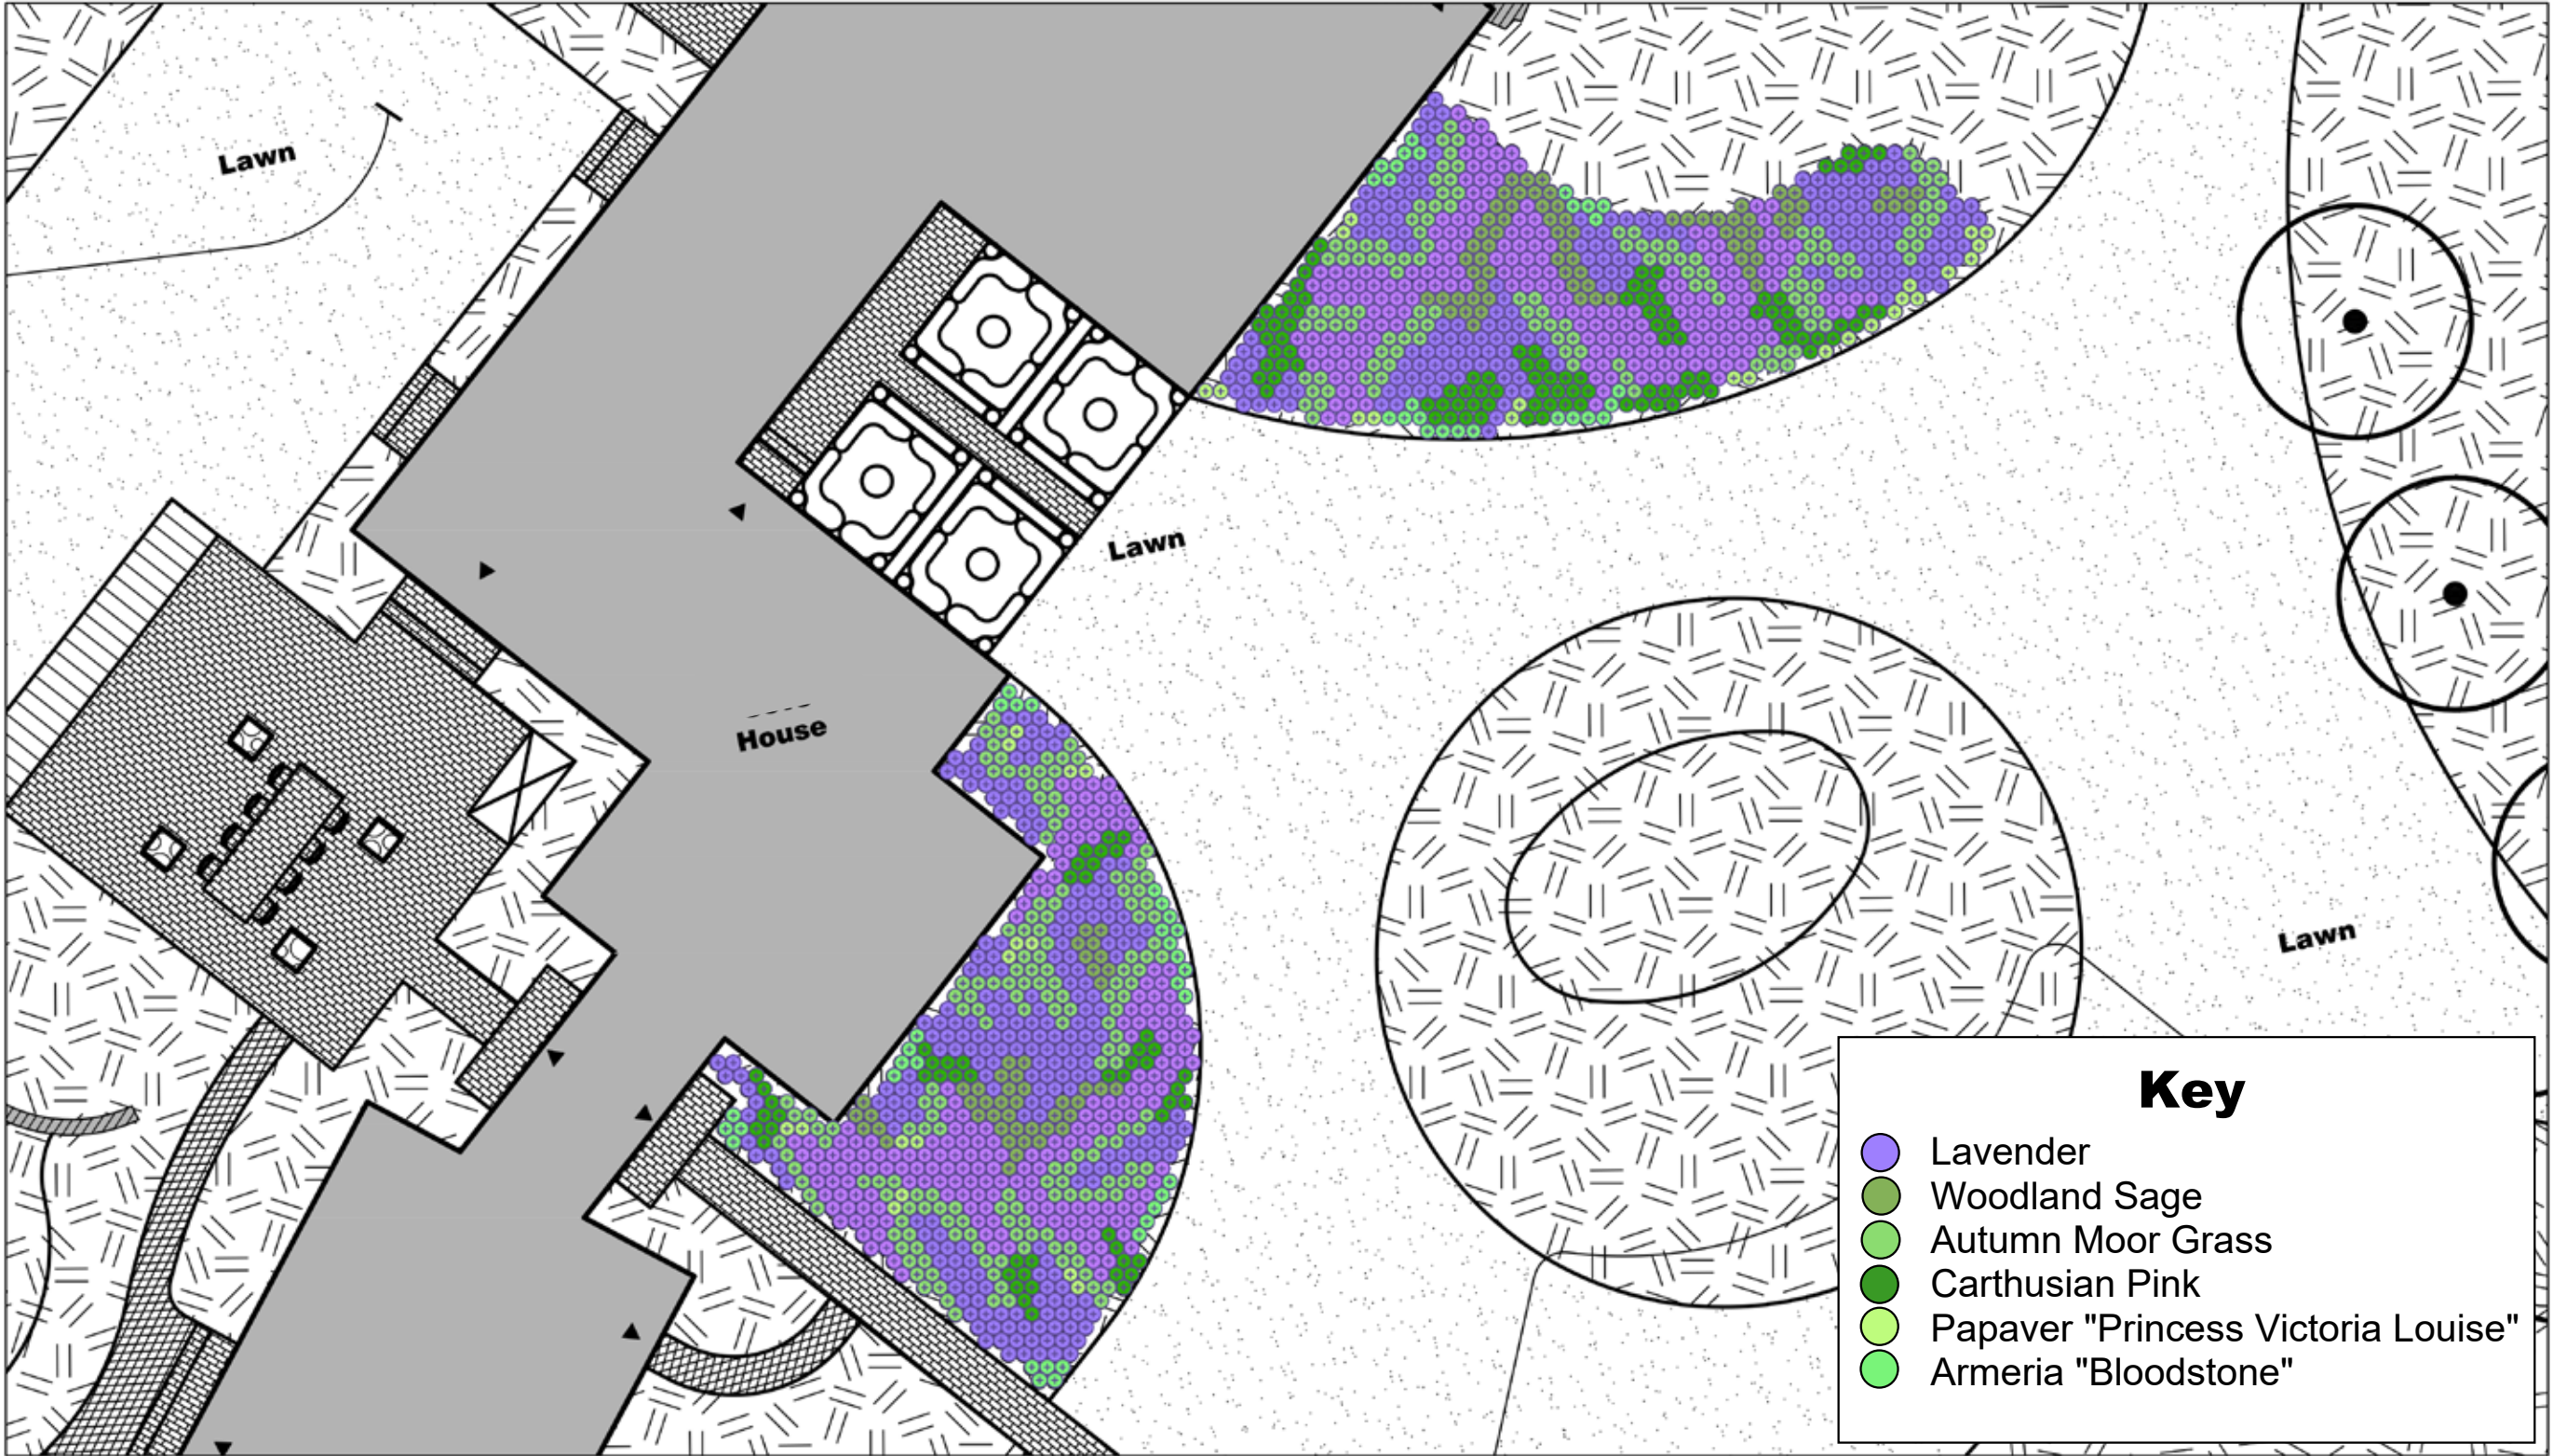 Lawn
Lawn
House
Lawn
Key
Lavender
Woodland Sage
Autumn Moor Grass
Carthusian Pink
Papaver "Princess Victoria Louise"
Armeria "Bloodstone"